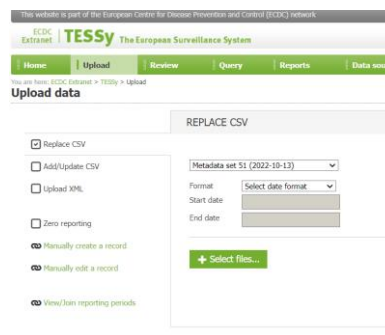 This website is part of the European Centre for Disease Prevention and Control (ECDC) network
ECDC Extranet TESSy The European Surveillance System
Home Upload Review Query Reports Data sou
You are here: ECDC Extranet > TESSy > Upload
Upload data
REPLACE CSV
Replace CSV
Add/Update CSV
Upload XML
Zero reporting
Manually create a record
Manually edit a record
View/Join reporting periods
Metadata set 51 (2022-10-13)
Format Select date format
Start date
End date
Select files...